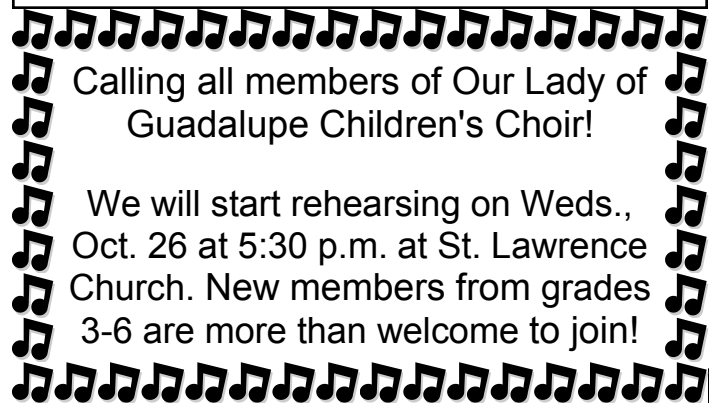 Calling all members of Our Lady of
Guadalupe Children's Choir!
We will start rehearsing on Weds.,
Oct. 26 at 5:30 p.m. at St. Lawrence
Church. New members from grades
3-6 are more than welcome to join!